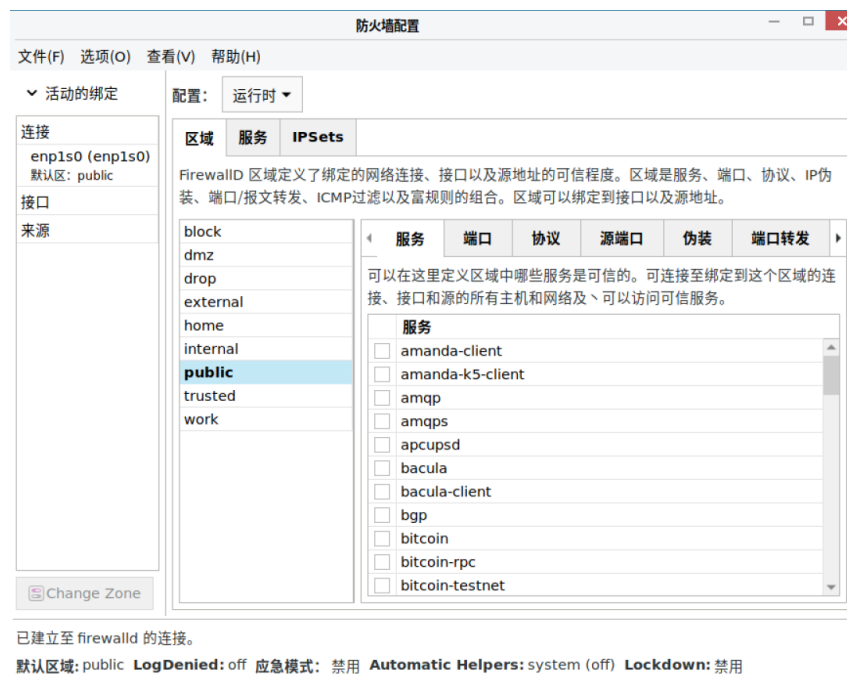 防火墙配置
文件(F) 选项(O) 查看(V) 帮助(H)
活动的绑定
连接
enp1s0 (enp1s0)
默认区: public
接口
来源
Change Zone
配置: 运行时
区域 服务 IPSets
FirewallD 区域定义了绑定的网络连接、接口以及源地址的可信程度。区域是服务、端口、协议、IP伪
装、端口/报文转发、ICMP过滤以及富规则的组合。区域可以绑定到接口以及源地址。
block
dmz
drop
external
home
internal
public
trusted
work
服务 端口 协议 源端口 伪装 端口转发
可以在这里定义区域中哪些服务是可信的。可连接至绑定到这个区域的连
接、接口和源的所有主机和网络及丶可以访问可信服务。
服务
amanda-client
amanda-k5-client
amqp
amqps
apcupsd
bacula
bacula-client
bgp
bitcoin
bitcoin-rpc
bitcoin-testnet
已建立至 firewalld 的连接。
默认区域: public LogDenied: off 应急模式: 禁用 Automatic Helpers: system (off) Lockdown: 禁用